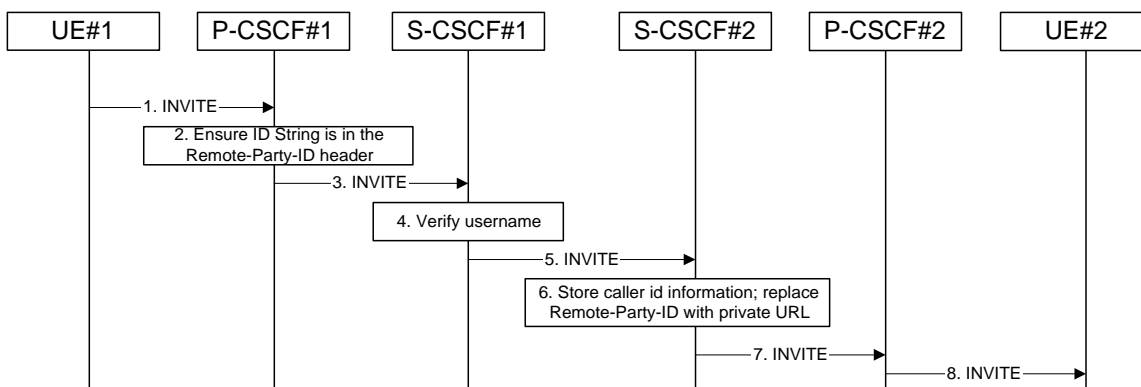 UE#1
P-CSCF#1
S-CSCF#1
S-CSCF#2
P-CSCF#2
UE#2
1. INVITE
2. Ensure ID String is in the
Remote-Party-ID header
3. INVITE
4. Verify username
5. INVITE
6. Store caller id information; replace
Remote-Party-ID with private URL
7. INVITE
8. INVITE